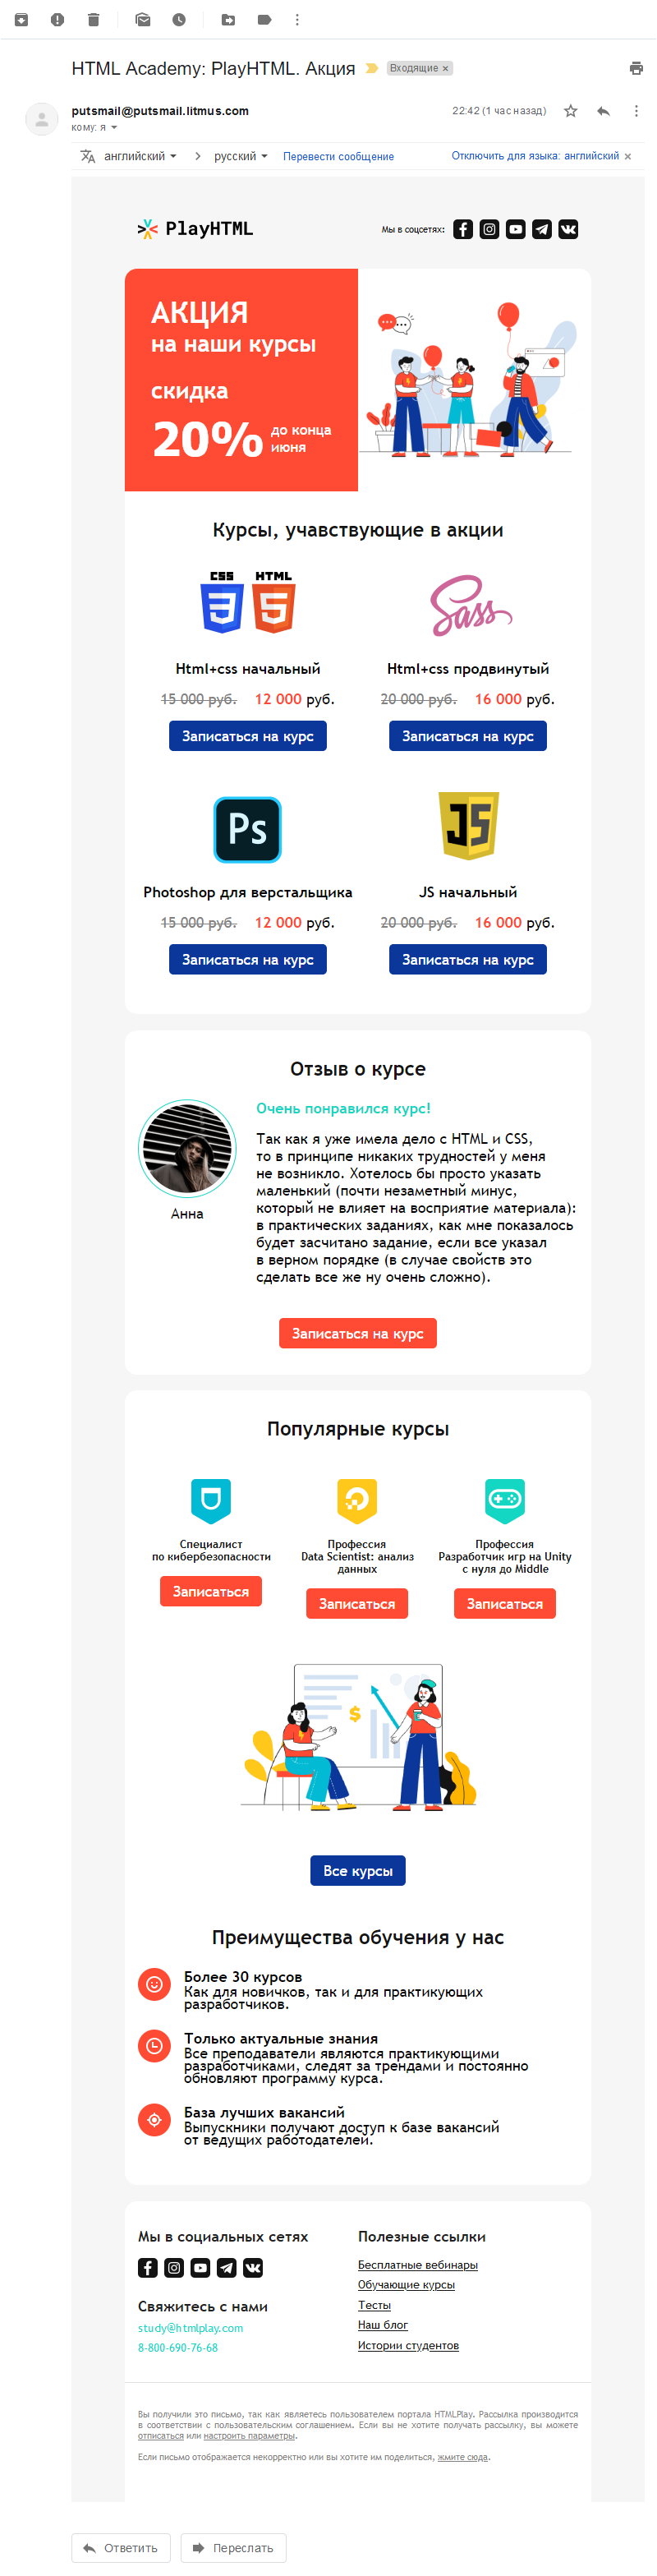 HTML Academy: PlayHTML. Акция
Входящие ×
putsmail@putsmail.litmus.com
22:42 (1 час назад)
кому: я
английский
русский
Перевести сообщение
Отключить для языка: английский ×
PlayHTML
Мы в соцсетях:
АКЦИЯ
на наши курсы
скидка
20% до конца
июня
Курсы, учавствующие в акции
CSS HTML
3 5
Sass
Html+css начальный
Html+css продвинутый
15 000 руб. 12 000 руб.
20 000 руб. 16 000 руб.
Записаться на курс
Записаться на курс
Ps
JS
Photoshop для верстальщика
JS начальный
15 000 руб. 12 000 руб.
20 000 руб. 16 000 руб.
Записаться на курс
Записаться на курс
Отзыв о курсе
Очень понравился курс!
Так как я уже имела дело с HTML и CSS,
то в принципе никаких трудностей у меня
не возникло. Хотелось бы просто указать
маленький (почти незаметный минус,
который не влияет на восприятие материала):
в практических заданиях, как мне показалось
будет засчитано задание, если все указал
в верном порядке (в случае свойств это
сделать все же ну очень сложно).
Анна
Записаться на курс
Популярные курсы
Специалист
по кибербезопасности
Записаться
Профессия
Data Scientist: анализ
данных
Записаться
Профессия
Разработчик игр на Unity
с нуля до Middle
Записаться
$
Все курсы
Преимущества обучения у нас
Более 30 курсов
Как для новичков, так и для практикующих
разработчиков.
Только актуальные знания
Все преподаватели являются практикующими
разработчиками, следят за трендами и постоянно
обновляют программу курса.
База лучших вакансий
Выпускники получают доступ к базе вакансий
от ведущих работодателей.
Мы в социальных сетях
Свяжитесь с нами
study@htmlplay.com
8-800-690-76-68
Полезные ссылки
Бесплатные вебинары
Обучающие курсы
Тесты
Наш блог
Истории студентов
Вы получили это письмо, так как являетесь пользователем портала HTMLPlay. Рассылка производится
в соответствии с пользовательским соглашением. Если вы не хотите получать рассылку, вы можете
отписаться или настроить параметры.
Если письмо отображается некорректно или вы хотите им поделиться, жмите сюда.
Ответить
Переслать